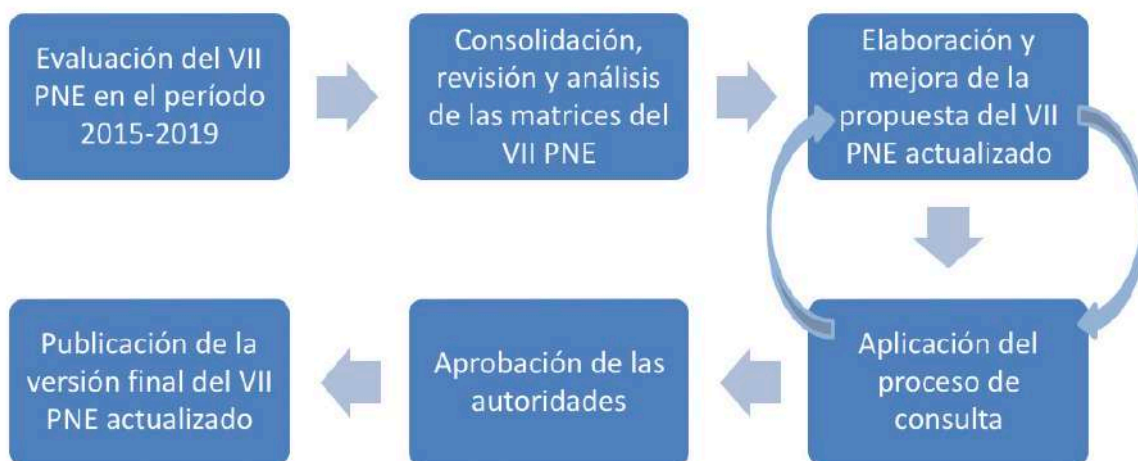 Evaluación del VII
PNE en el período
2015-2019
Consolidación,
revisión y análisis
de las matrices del
VII PNE
Elaboración y
mejora de la
propuesta del VII
PNE actualizado
Aplicación del
proceso de
consulta
Aprobación de las
autoridades
Publicación de la
versión final del VII
PNE actualizado